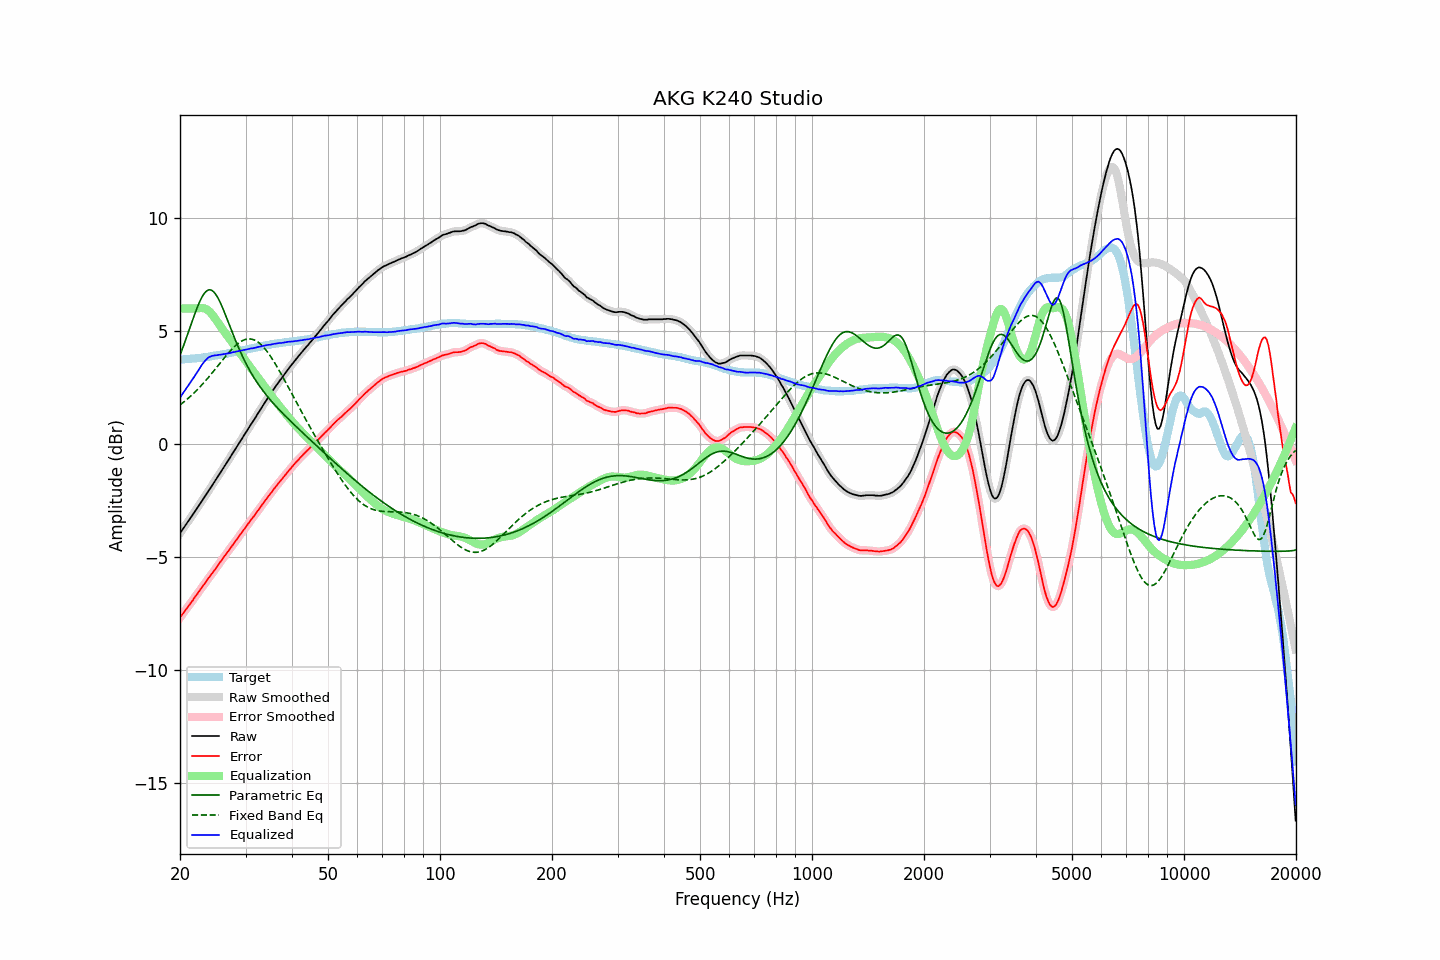 AKG K240 Studio
Amplitude (dBr)
10
5
0
−5
−10
−15
Target
Raw Smoothed
Error Smoothed
Raw
Error
Equalization
Parametric Eq
Fixed Band Eq
Equalized
20 50 100 200 500 1000 2000 5000 10000 20000
Frequency (Hz)